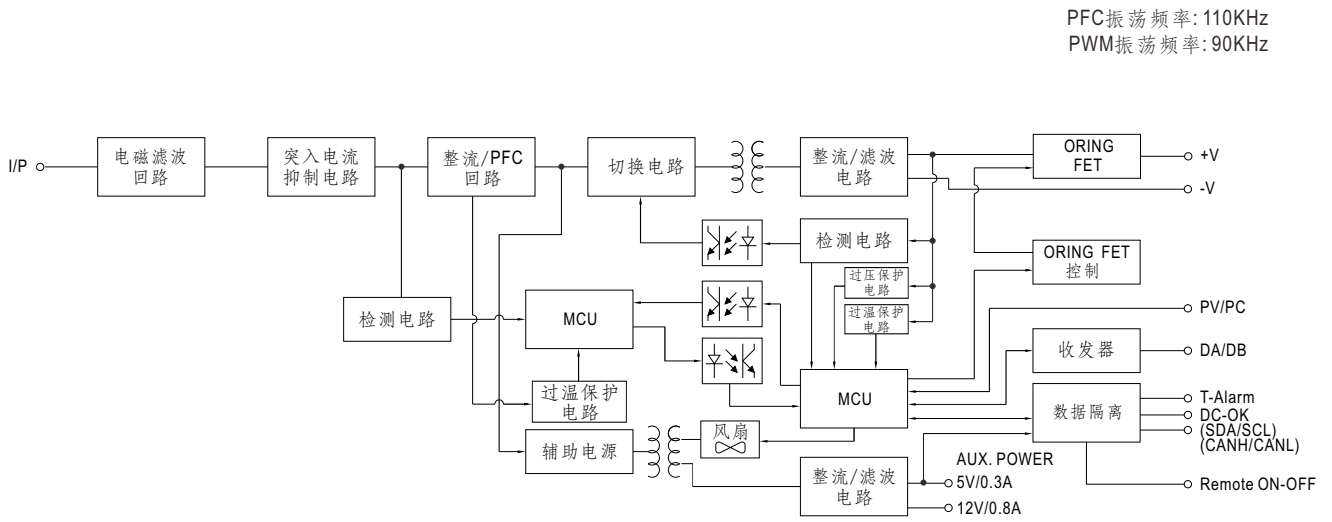 PFC振荡频率: 110KHz
PWM振荡频率: 90KHz
I/P
电磁滤波
回路
突入电流
抑制电路
整流/PFC
回路
切换电路
整流/滤波
电路
ORING
FET
+V
-V
检测电路
ORING FET
控制
过压保护
电路
过温保护
电路
检测电路
MCU
PV/PC
收发器
DA/DB
过温保护
电路
MCU
数据隔离
T-Alarm
DC-OK
(SDA/SCL)
(CANH/CANL)
辅助电源
风扇
整流/滤波
电路
AUX. POWER
5V/0.3A
12V/0.8A
Remote ON-OFF